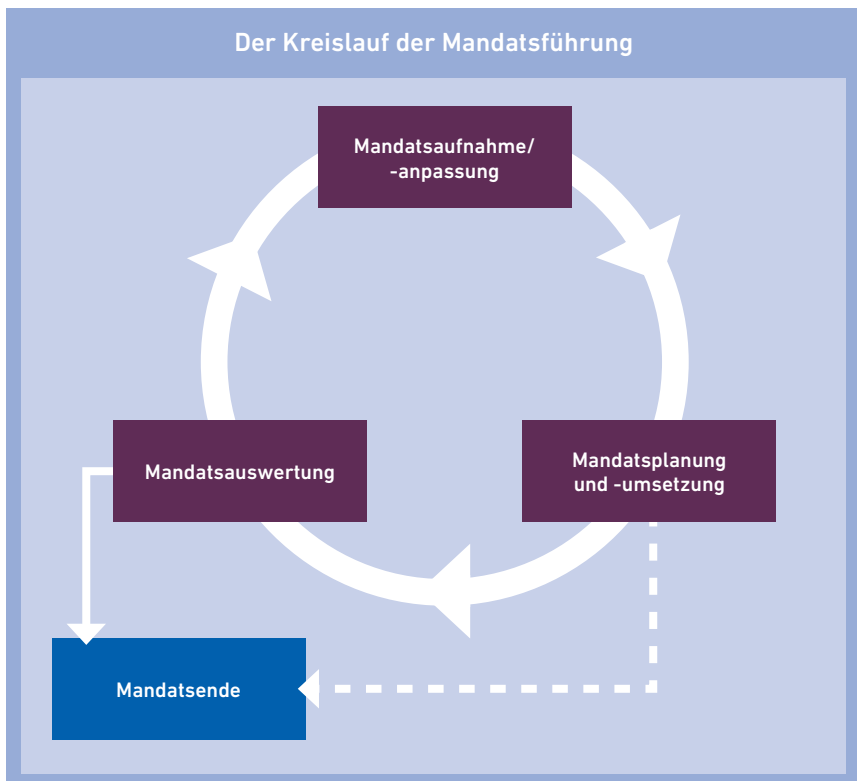 Der Kreislauf der Mandatsführung
Mandatsaufnahme/
-anpassung
Mandatsauswertung
Mandatsplanung
und -umsetzung
Mandatsende